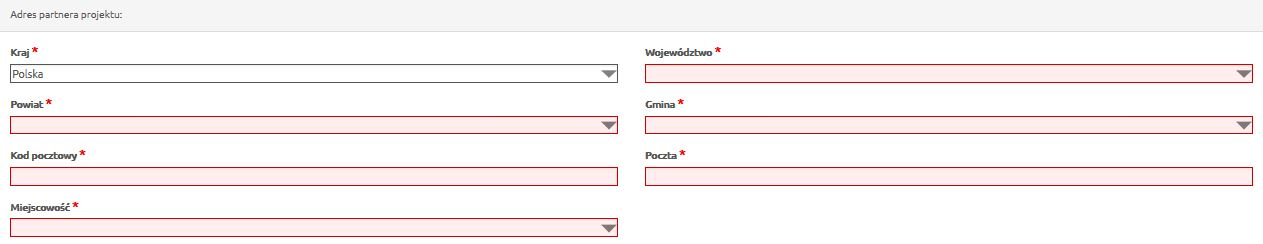 Adres partnera projektu:
Kraj *
Województwo *
Polska
Powiat *
Gmina *
Kod pocztowy *
Poczta *
Miejscowość *